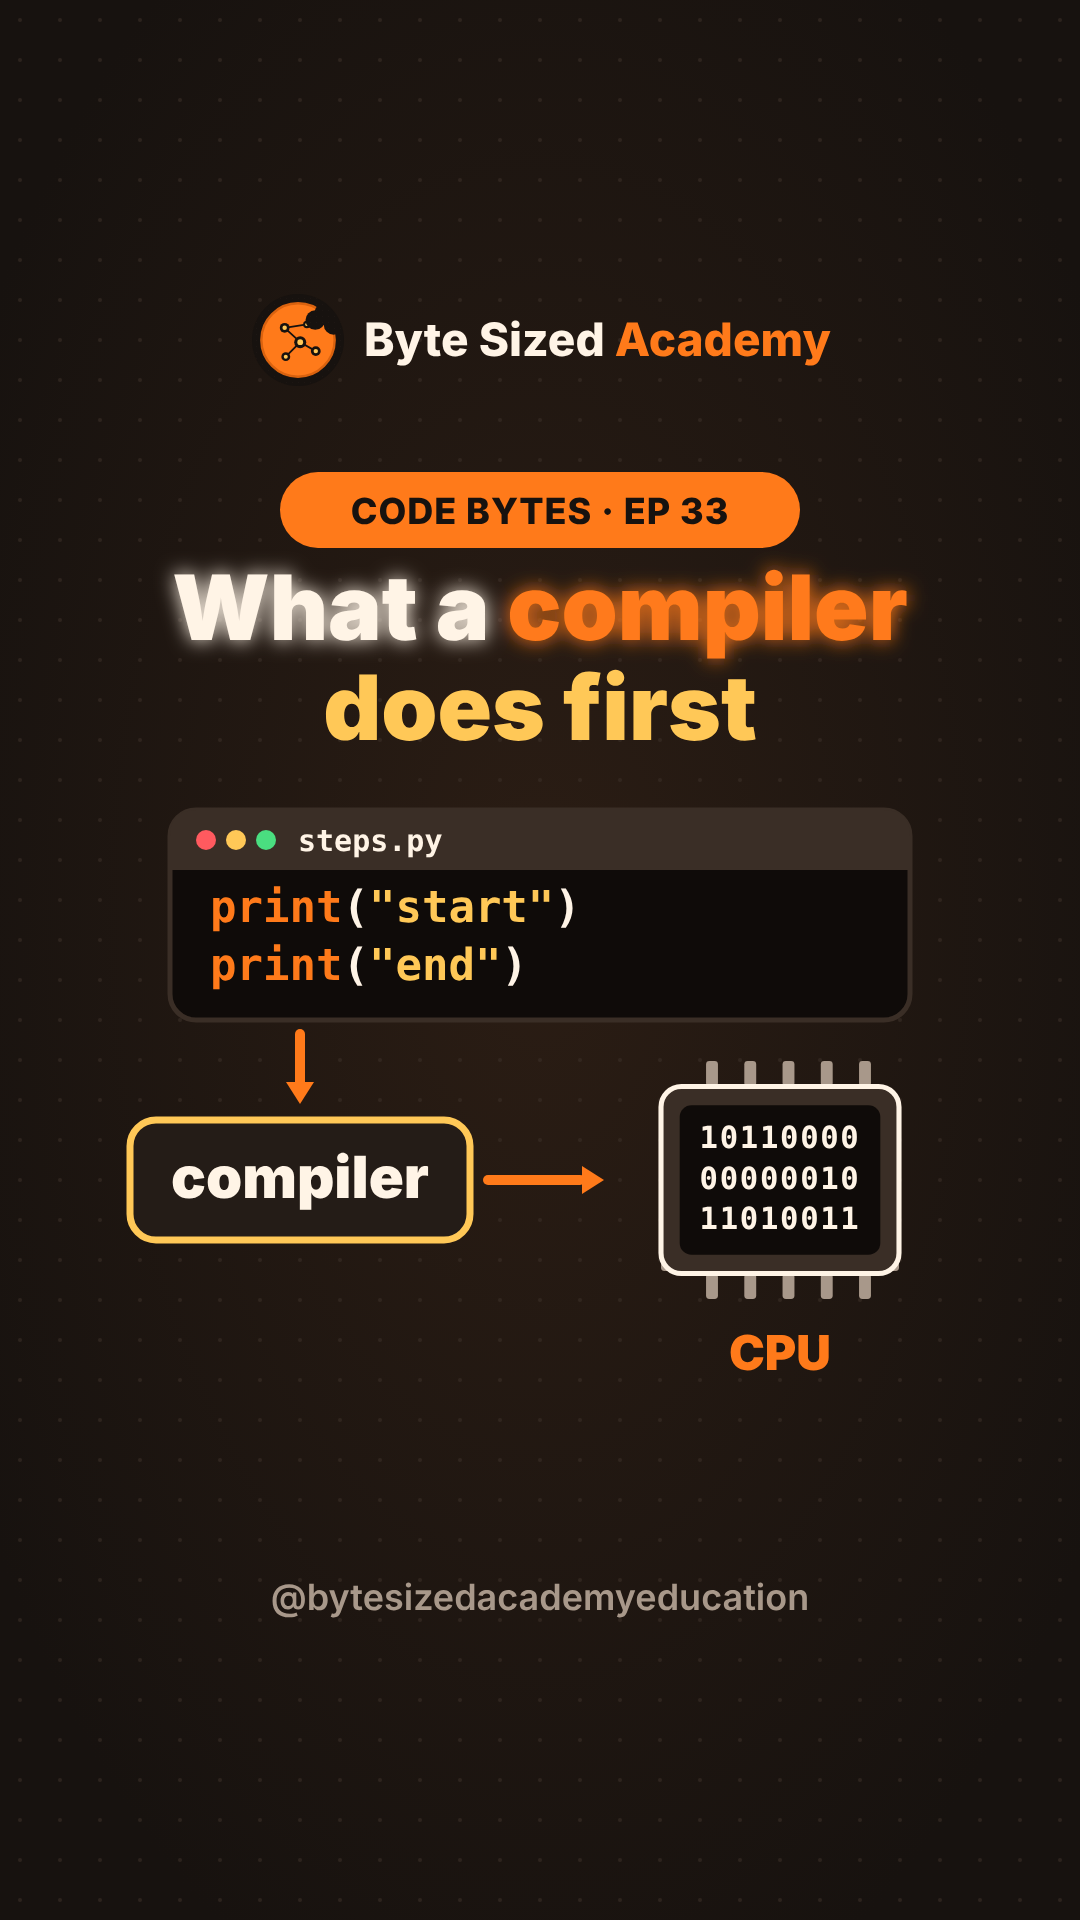 Byte Sized Academy
CODE BYTES · EP 33
What a compiler
does first
steps.py
print("start")
print("end")
compiler
10110000
00000010
11010011
CPU
@bytesizedacademyeducation